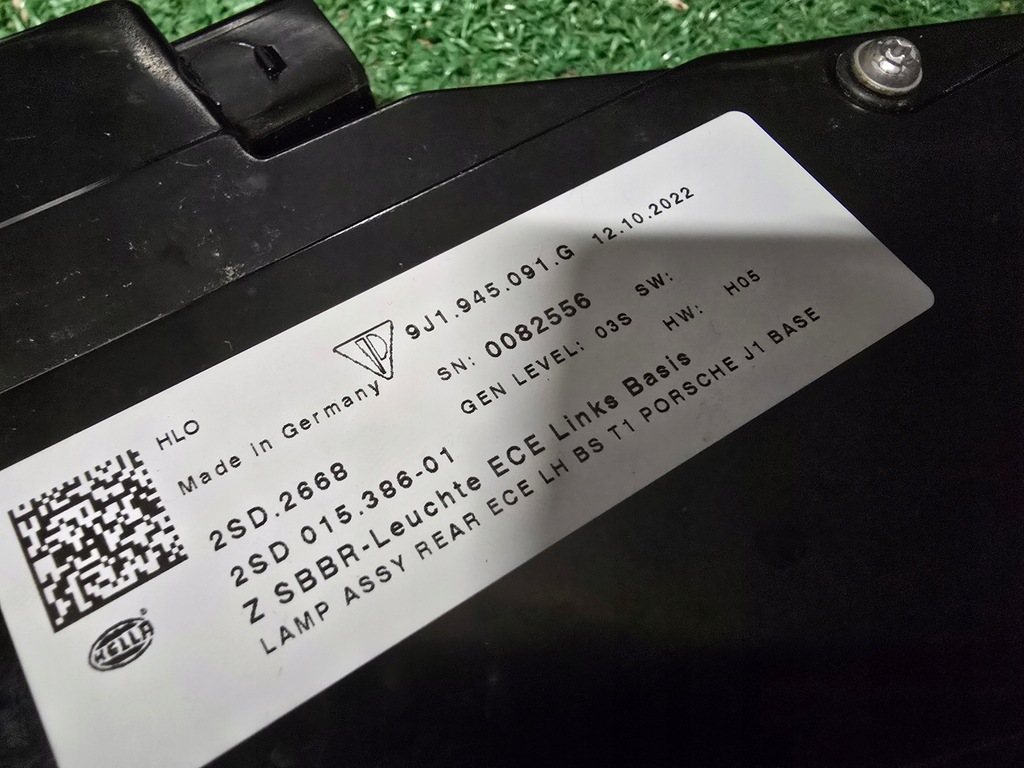 9J1.945.091.G 12.10.2022
SN: 0082556 SW:
GEN LEVEL: 03S HW: H05
HLO
Made in Germany
2SD.2668
2SD 015.386-01
Z SBBR-Leuchte ECE Links Basis
LAMP ASSY REAR ECE LH BS T1 PORSCHE J1 BASE
HELLA